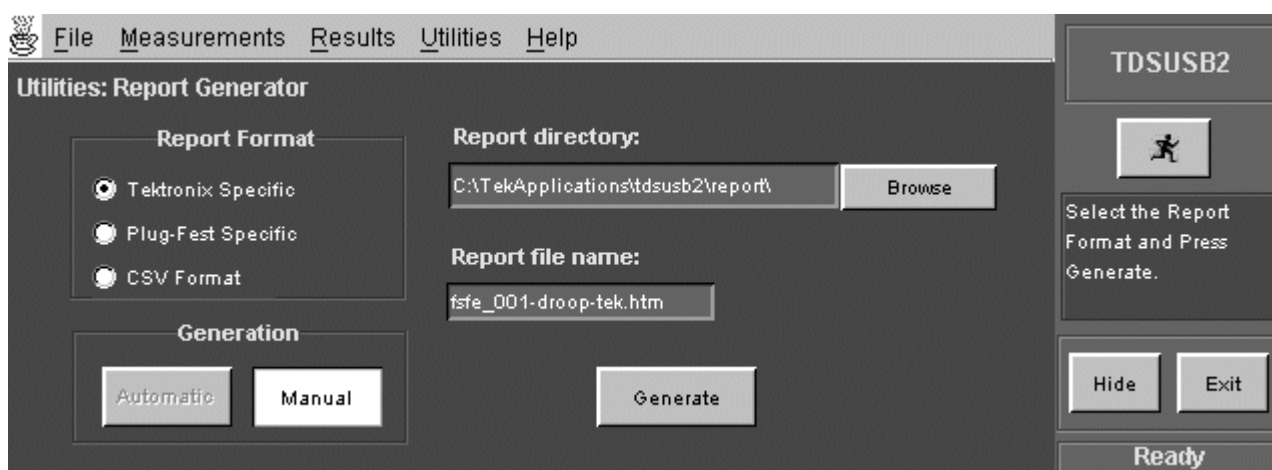 File Measurements Results Utilities Help
Utilities: Report Generator
Report Format
Tektronix Specific
Plug-Fest Specific
CSV Format
Generation
Automatic
Manual
Report directory:
C:\TekApplications\tdsusb2\report\
Browse
Report file name:
fsfe_001-droop-tek.htm
Generate
TDSUSB2
Select the Report
Format and Press
Generate.
Hide
Exit
Ready